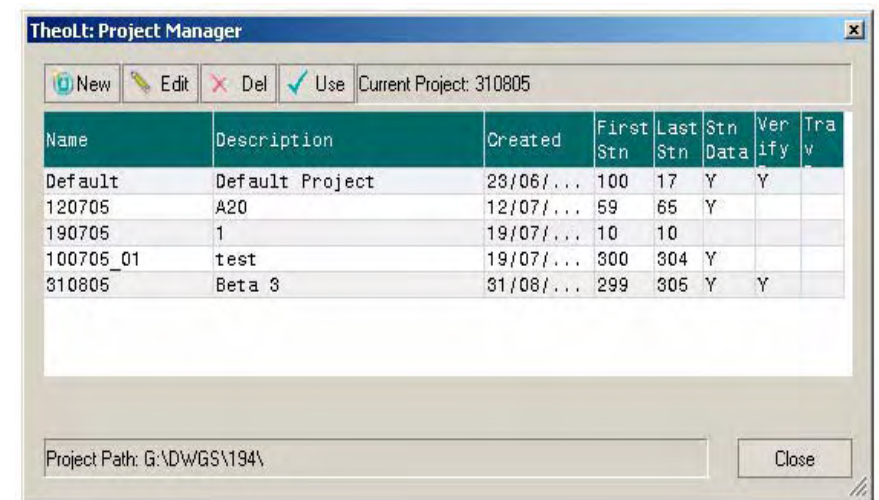 TheoLt: Project Manager
New Edit Del Use Current Project: 310805
Name Description Created First Stn Last Stn Stn Data Ver ify Tra v
Default Default Project 23/06/... 100 17 Y Y
120705 A20 12/07/... 59 65 Y
190705 1 19/07/... 10 10
100705_01 test 19/07/... 300 304 Y
310805 Beta 3 31/08/... 299 305 Y Y
Project Path: G:\DWGS\194\ Close